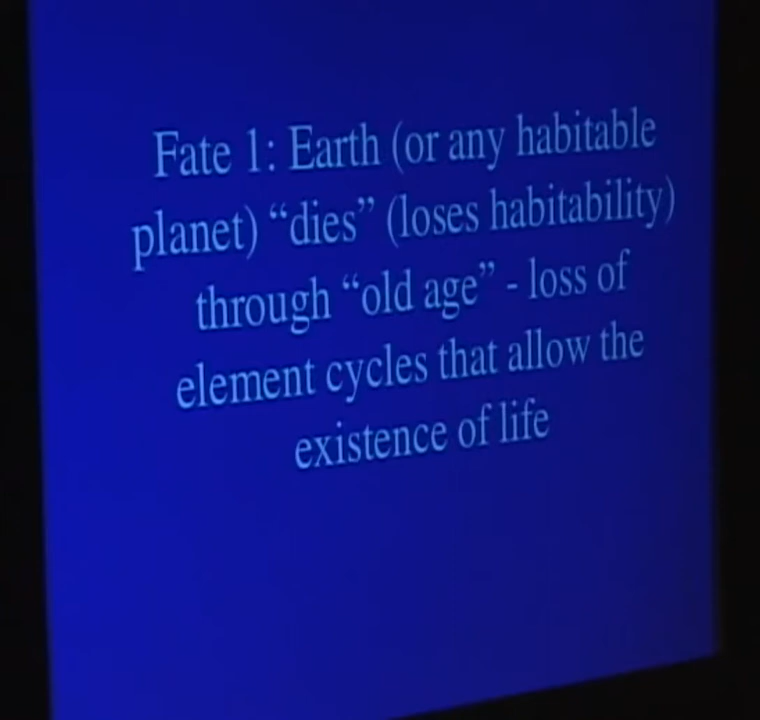 Fate 1: Earth (or any habitable
planet) “dies” (loses habitability)
through “old age” - loss of
element cycles that allow the
existence of life